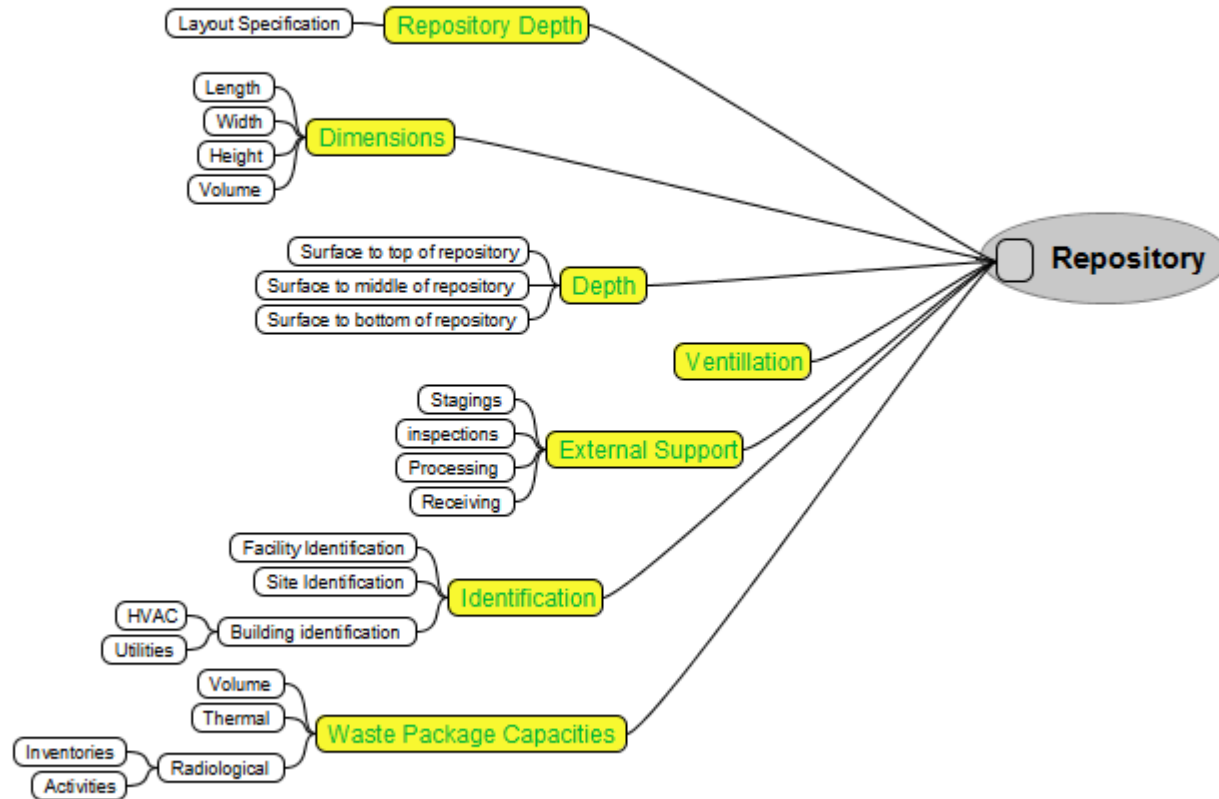 Layout Specification
Repository Depth
Length
Width
Height
Volume
Dimensions
Repository
Surface to top of repository
Surface to middle of repository
Surface to bottom of repository
Depth
Ventillation
Stagings
inspections
Processing
Receiving
External Support
Facility Identification
Site Identification
Building identification
HVAC
Utilities
Identification
Volume
Thermal
Radiological
Inventories
Activities
Waste Package Capacities